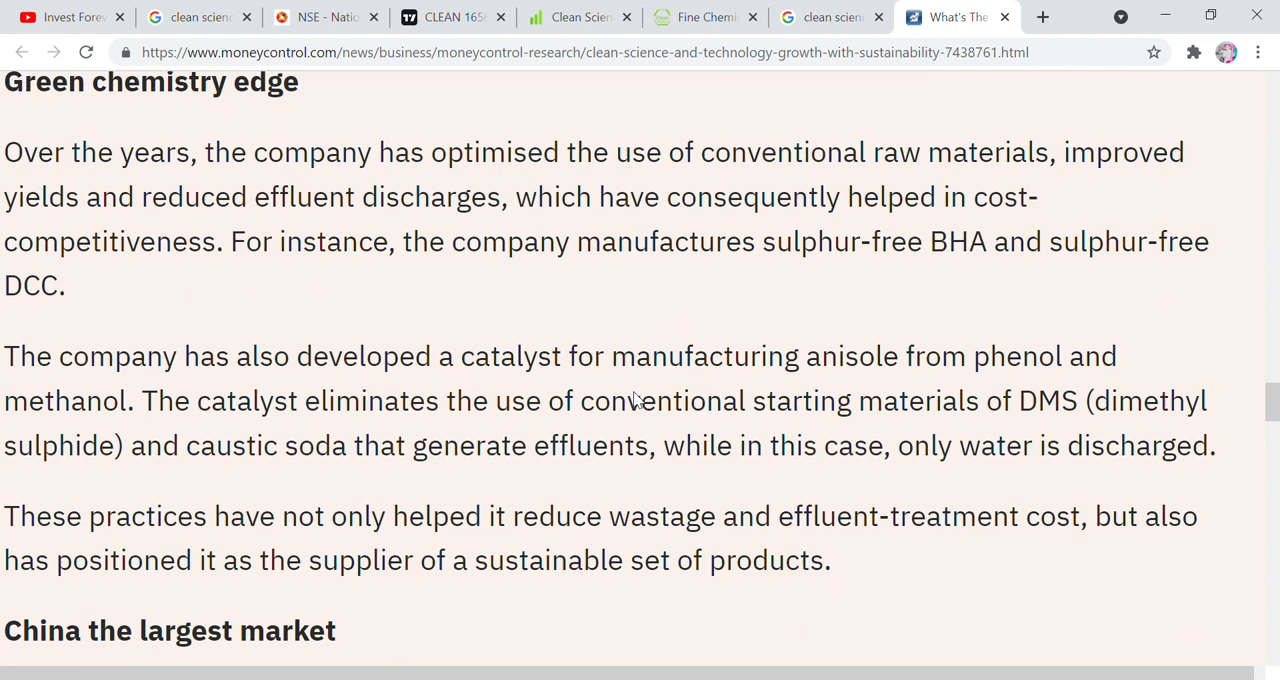 Invest Forev
clean scienc
NSE - Natio
CLEAN 165
Clean Scien
Fine Chemi
clean scienc
What's The
https://www.moneycontrol.com/news/business/moneycontrol-research/clean-science-and-technology-growth-with-sustainability-7438761.html
Green chemistry edge
Over the years, the company has optimised the use of conventional raw materials, improved
yields and reduced effluent discharges, which have consequently helped in cost-
competitiveness. For instance, the company manufactures sulphur-free BHA and sulphur-free
DCC.
The company has also developed a catalyst for manufacturing anisole from phenol and
methanol. The catalyst eliminates the use of conventional starting materials of DMS (dimethyl
sulphide) and caustic soda that generate effluents, while in this case, only water is discharged.
These practices have not only helped it reduce wastage and effluent-treatment cost, but also
has positioned it as the supplier of a sustainable set of products.
China the largest market